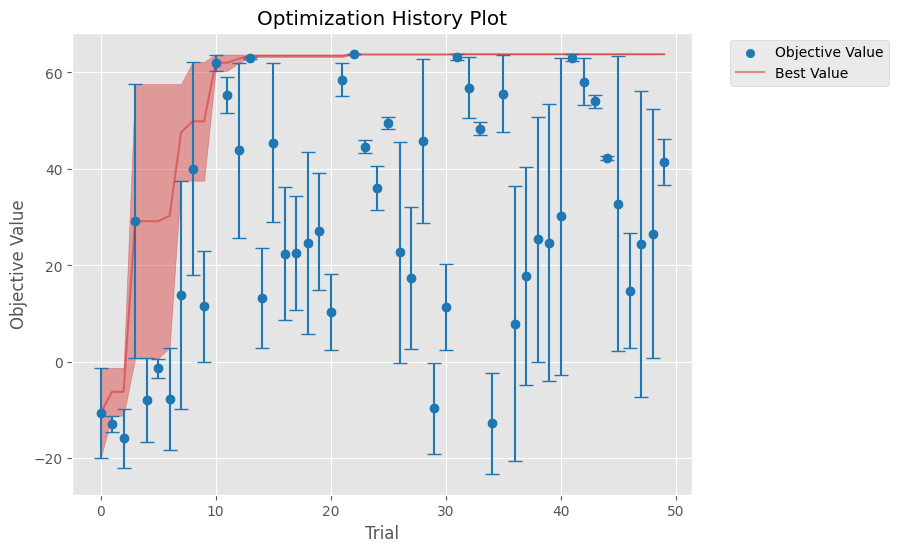 Optimization History Plot
Objective Value
Best Value
Objective Value
60
40
20
0
−20
0 10 20 30 40 50
Trial